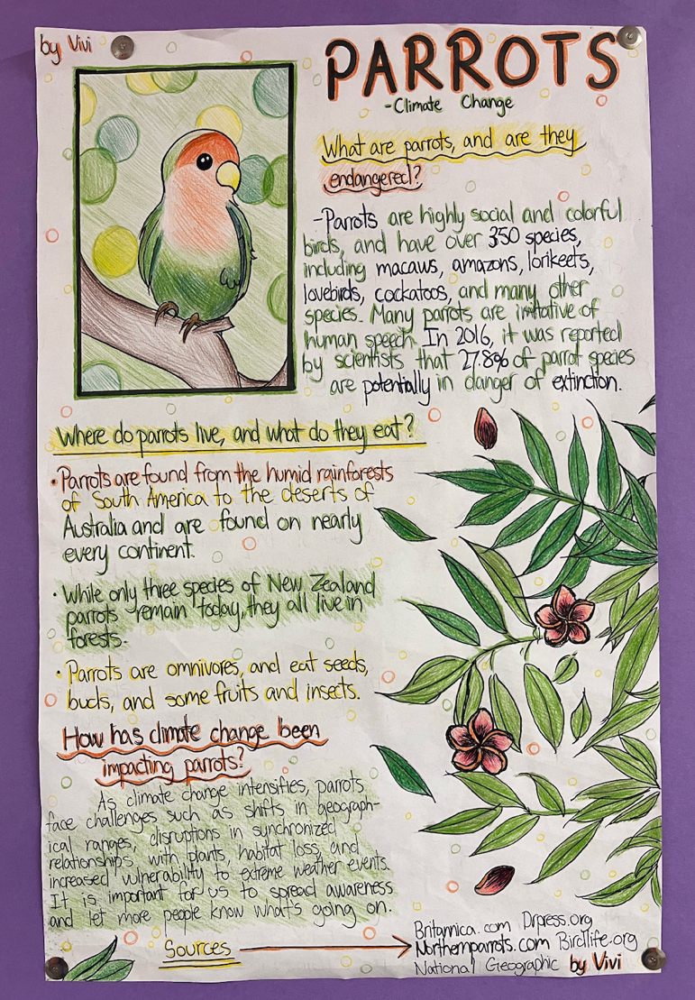 by Vivi
PARROTS
-Climate Change
What are parrots, and are they
endangered?
-Parrots are highly social and colorful
birds, and have over 350 species,
including macaws, amazons, lorikeets,
lovebirds, cockatoos, and many other
species. Many parrots are imitative of
human speech. In 2016, it was reported
by scientists that 27.8% of parrot species
are potentially in danger of extinction.
Where do parrots live, and what do they eat?
• Parrots are found from the humid rainforests
of South America to the deserts of
Australia and are found on nearly
every continent.
• While only three species of New Zealand
parrots remain today, they all live in
forests.
• Parrots are omnivores, and eat seeds,
buds, and some fruits and insects.
How has climate change been
impacting parrots?
As climate change intensifies, parrots
face challenges such as shifts in geograph-
ical ranges, disruptions in synchronized
relationships with plants, habitat loss, and
increased vulnerability to extreme weather events.
It is important for us to spread awareness
and let more people know what's going on.
Sources
Britannica.com Drpress.org
Northernparrots.com Birdlife.org
National Geographic by Vivi